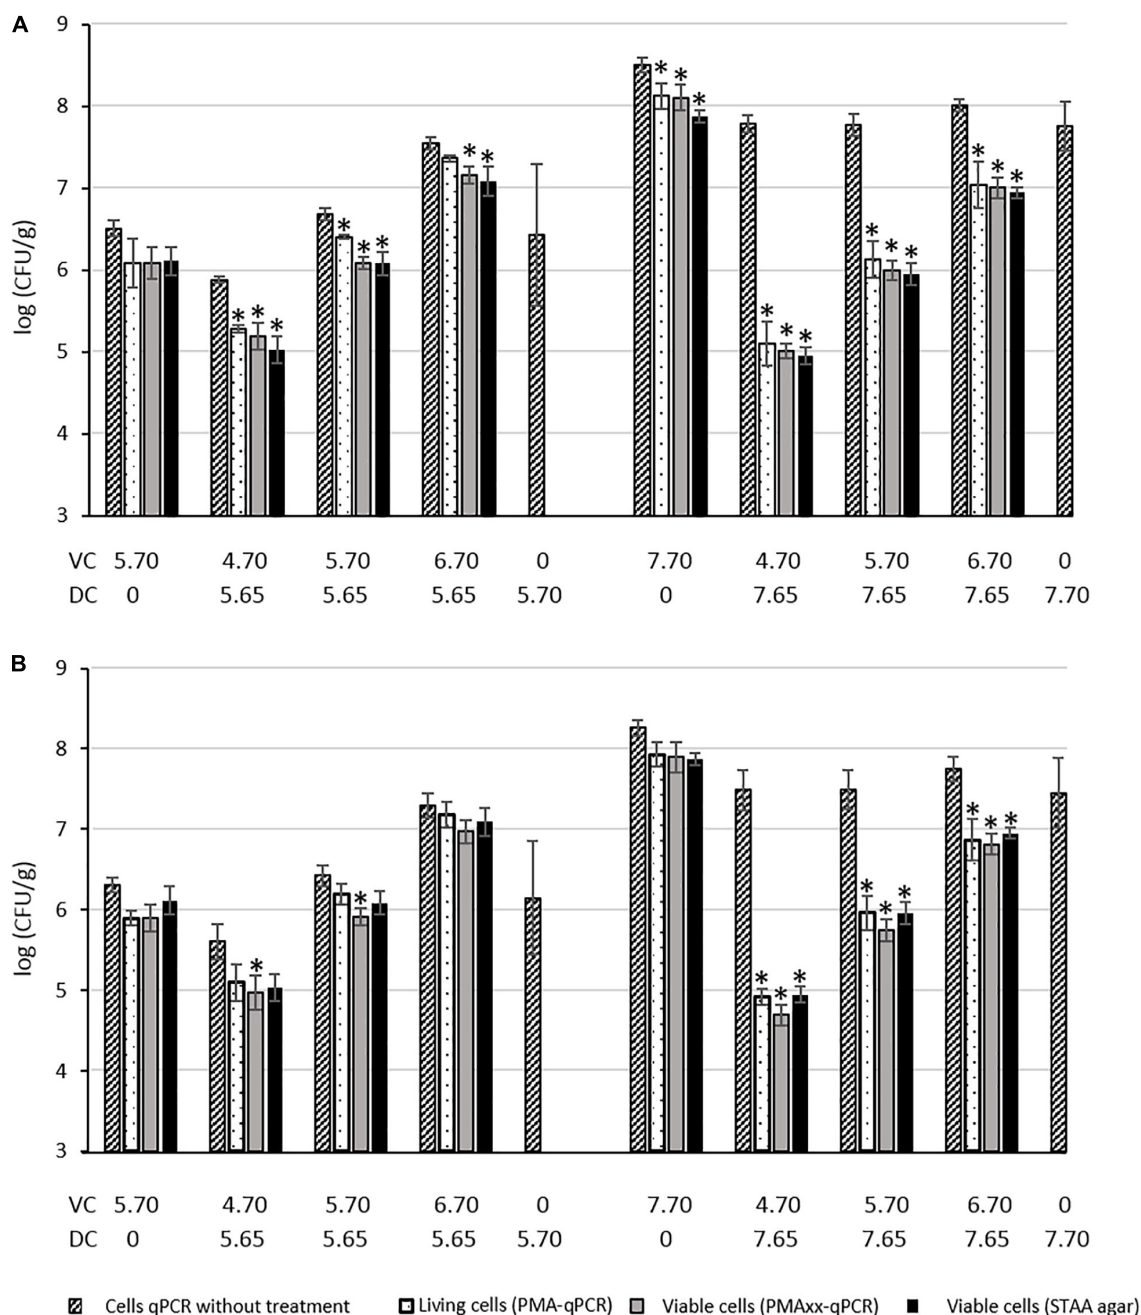 A
9
8
7
6
5
4
3
log (CFU/g)
* * * * * * * * * * * * * * * * * * * *
VC 5.70 4.70 5.70 6.70 0 7.70 4.70 5.70 6.70 0
DC 0 5.65 5.65 5.65 5.70 0 7.65 7.65 7.65 7.70
B
9
8
7
6
5
4
3
log (CFU/g)
* * * * * * * * * * *
VC 5.70 4.70 5.70 6.70 0 7.70 4.70 5.70 6.70 0
DC 0 5.65 5.65 5.65 5.70 0 7.65 7.65 7.65 7.70
Cells qPCR without treatment Living cells (PMA-qPCR) Viable cells (PMAxx-qPCR) Viable cells (STAA agar)